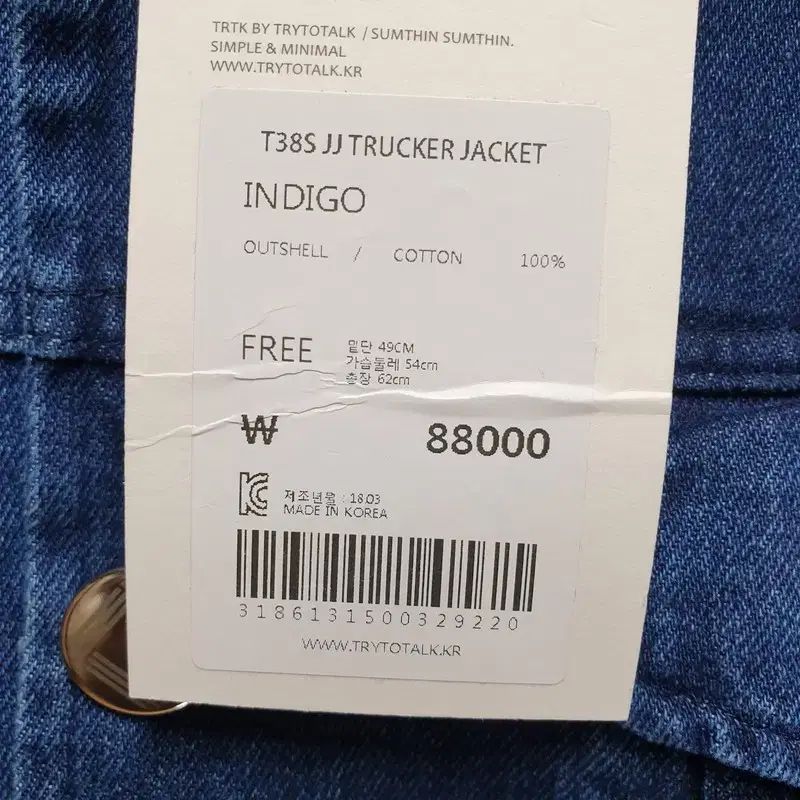 TRTK BY TRYTOTALK / SUMTHIN SUMTHIN.
SIMPLE & MINIMAL
WWW.TRYTOTALK.KR
T38S JJ TRUCKER JACKET
INDIGO
OUTSHELL / COTTON 100%
FREE 밑단 49CM
가슴둘레 54cm
총장 62cm
₩ 88000
제조년월 : 18.03
MADE IN KOREA
3186131500329220
WWW.TRYTOTALK.KR